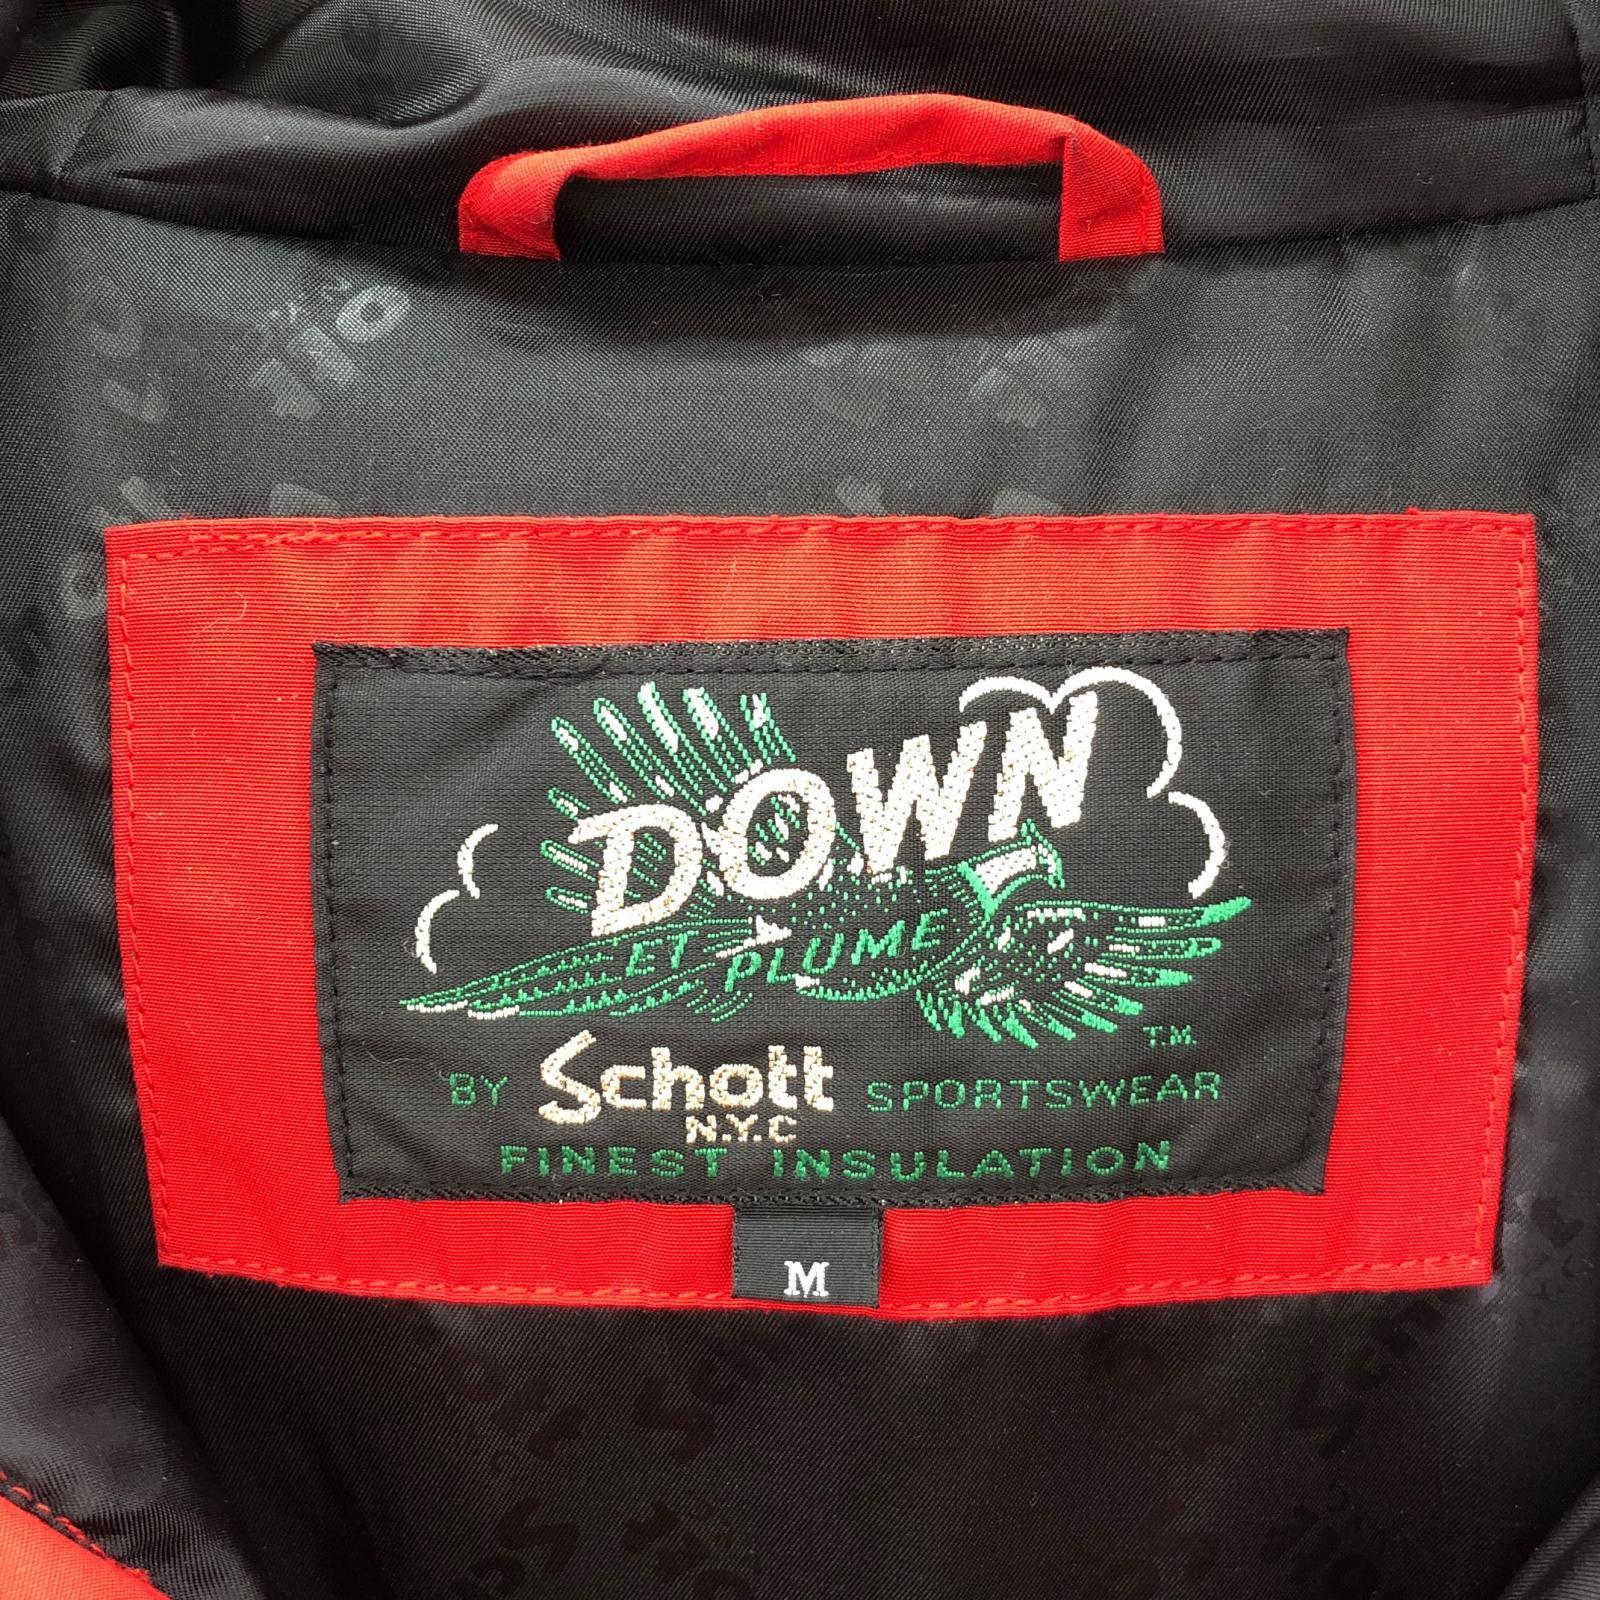 DOWN
ET PLUME
T.M.
BY Schott SPORTSWEAR
N.Y.C
FINEST INSULATION
M